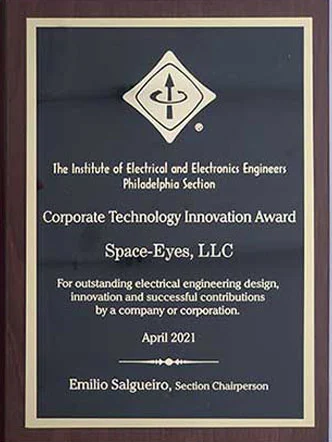 ®
The Institute of Electrical and Electronics Engineers
Philadelphia Section
Corporate Technology Innovation Award
Space-Eyes, LLC
For outstanding electrical engineering design,
innovation and successful contributions
by a company or corporation.
April 2021
Emilio Salgueiro, Section Chairperson